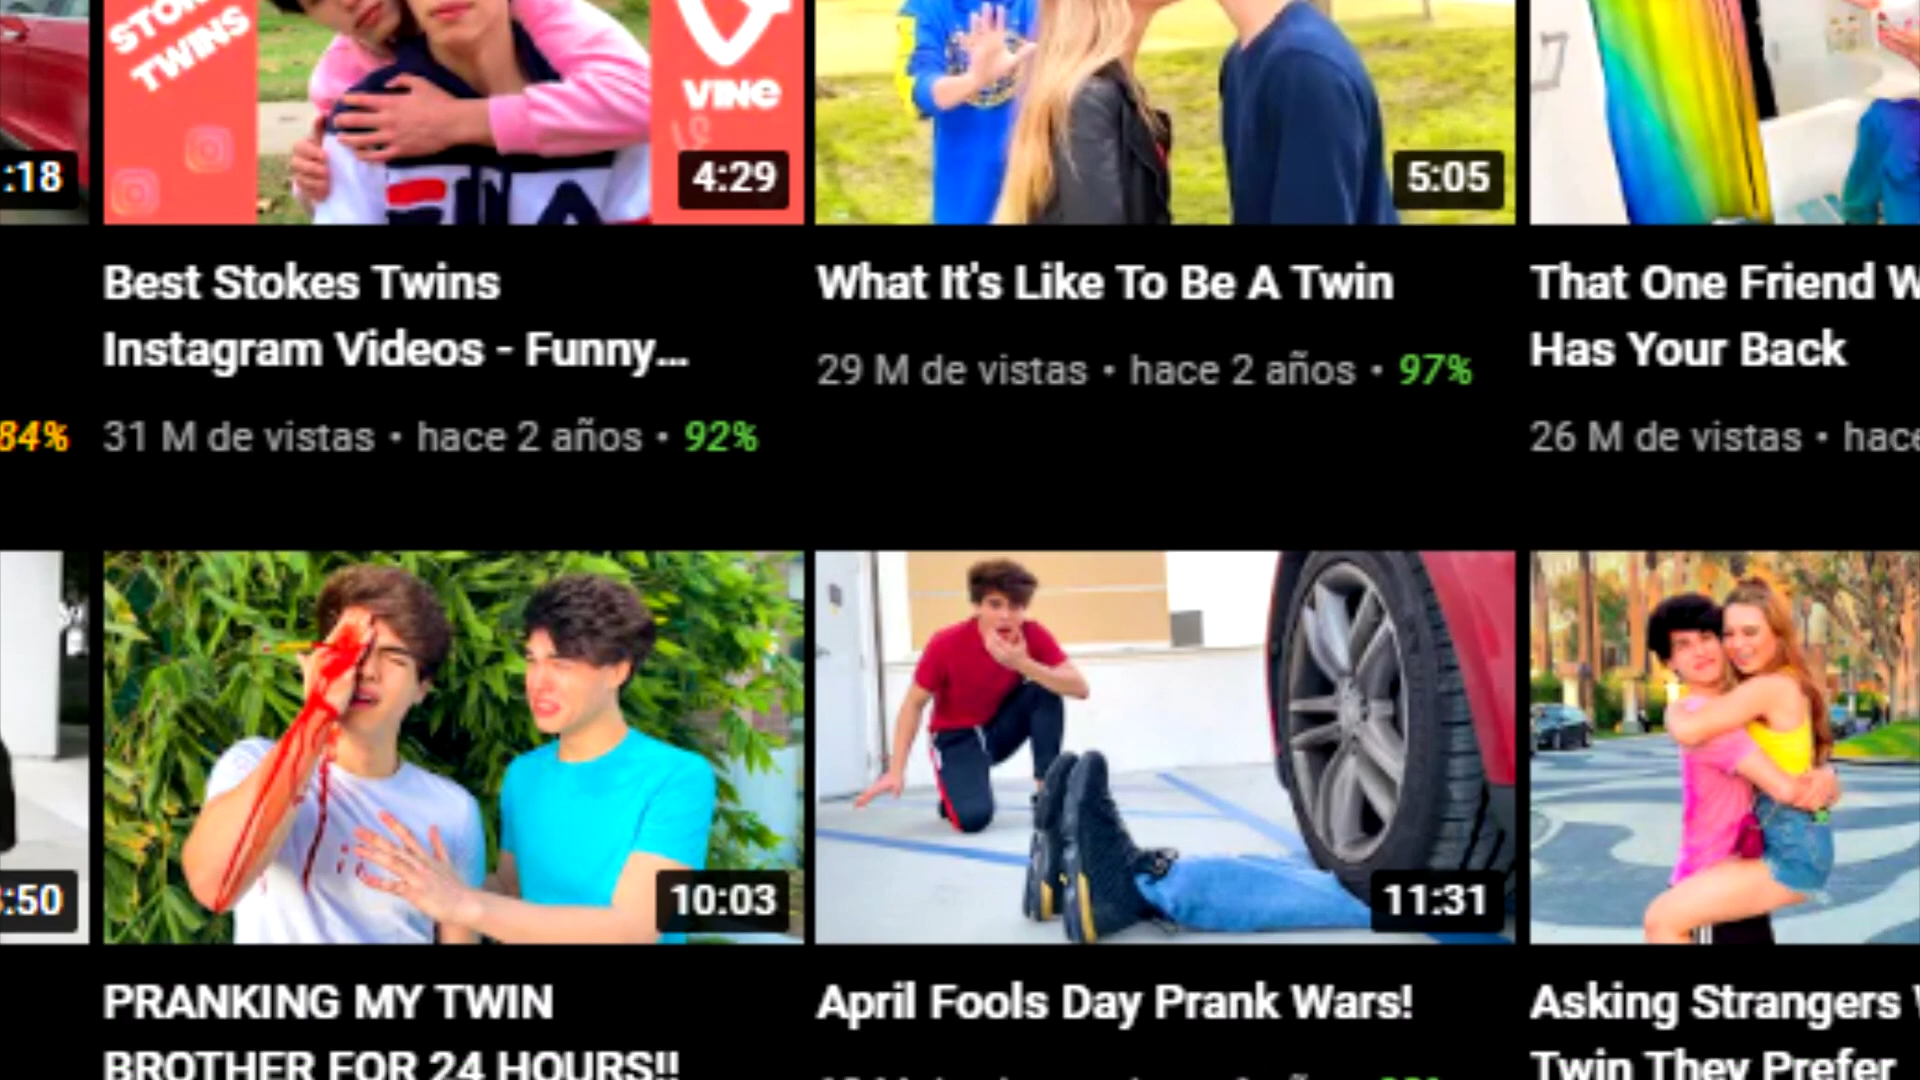 STOKES
TWINS
VINE
FILA
:18
4:29
5:05
Best Stokes Twins
Instagram Videos - Funny...
What It's Like To Be A Twin
That One Friend W
Has Your Back
29 M de vistas • hace 2 años • 97%
84%
31 M de vistas • hace 2 años • 92%
26 M de vistas • hace
:50
10:03
11:31
PRANKING MY TWIN
BROTHER FOR 24 HOURS!!
April Fools Day Prank Wars!
Asking Strangers
Twin They Prefer